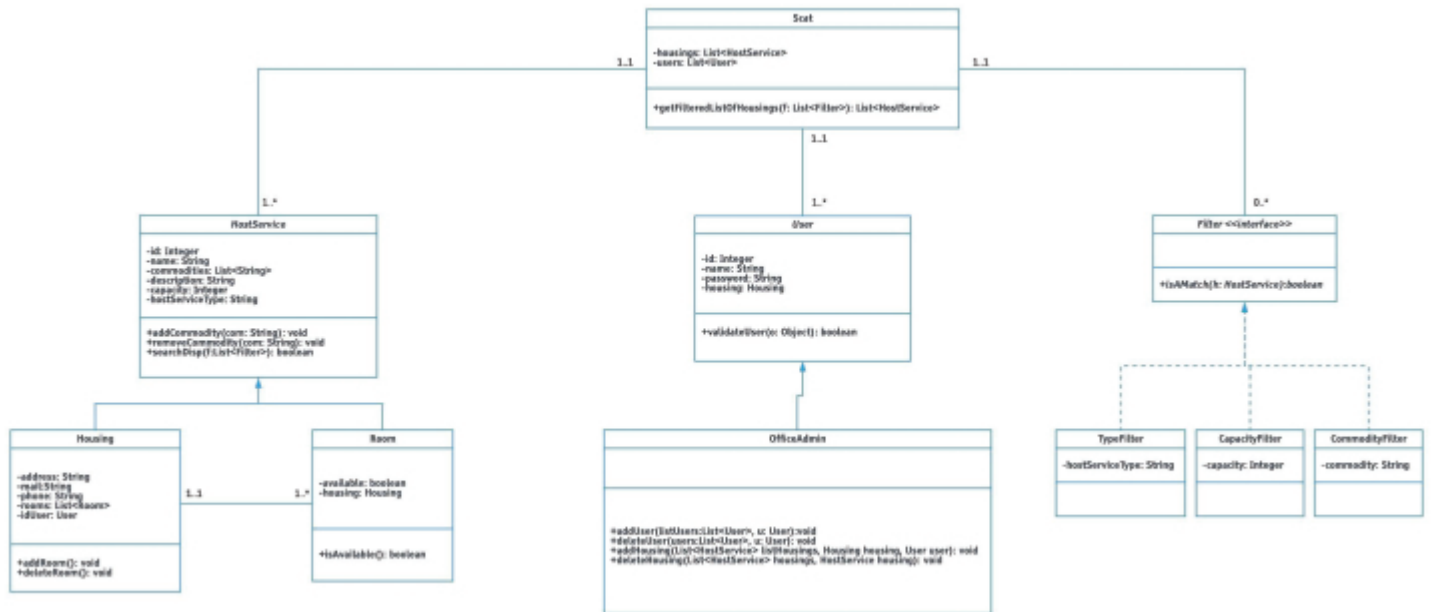 Scat
-housings: List<HostService>
-users: List<User>
+getFilteredListOfHousings(f: List<Filter>): List<HostService>
1..1
1..1
1..1
1..*
1..*
0..*
HostService
-id: Integer
-name: String
-commodities: List<String>
-description: String
-capacity: Integer
-hostServiceType: String
+addCommodity(com: String): void
+removeCommodity(com: String): void
+searchDisp(f:List<Filter>): boolean
User
-id: Integer
-name: String
-password: String
-housing: Housing
+validateUser(o: Object): boolean
Filter <<interface>>
+isAMatch(h: HostService):boolean
Housing
-address: String
-mail:String
-phone: String
-rooms: List<Room>
-idUser: User
+addRoom(): void
+deleteRoom(): void
1..1
1..*
Room
-available: boolean
-housing: Housing
+isAvailable(): boolean
OfficeAdmin
+addUser(listUsers:List<User>, u: User):void
+deleteUser(users:List<User>, u: User): void
+addHousing(List<HostService> listHousings, Housing housing, User user): void
+deleteHousing(List<HostService> housings, HostService housing): void
TypeFilter
-hostServiceType: String
CapacityFilter
-capacity: Integer
CommodityFilter
-commodity: String